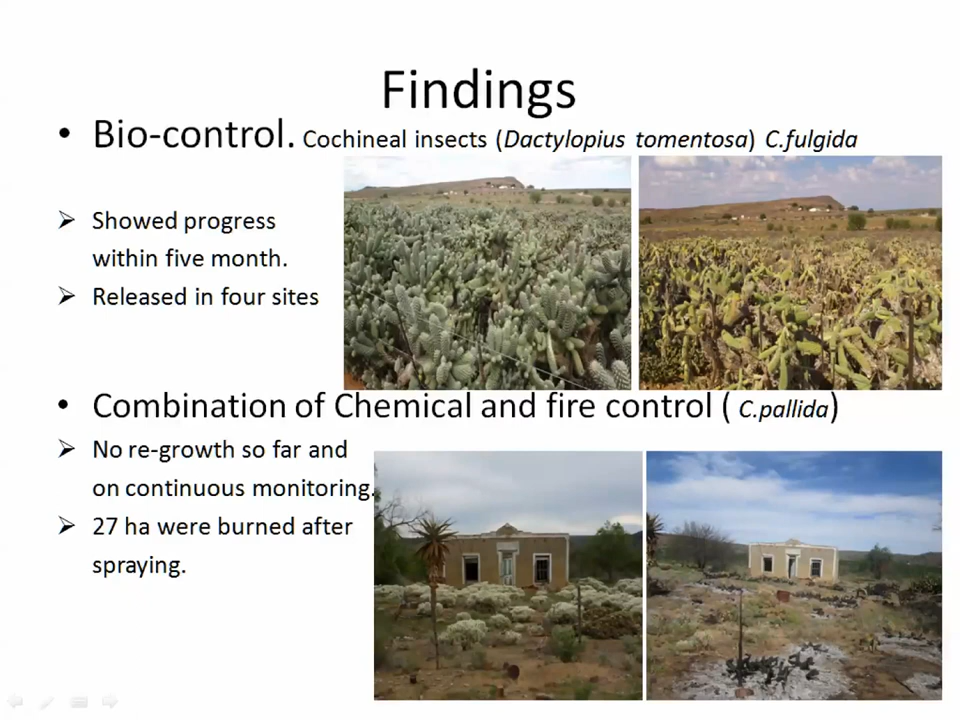 Findings
• Bio-control. Cochineal insects (Dactylopius tomentosa) C.fulgida
➢ Showed progress
within five month.
➢ Released in four sites
• Combination of Chemical and fire control ( C.pallida)
➢ No re-growth so far and
on continuous monitoring.
➢ 27 ha were burned after
spraying.